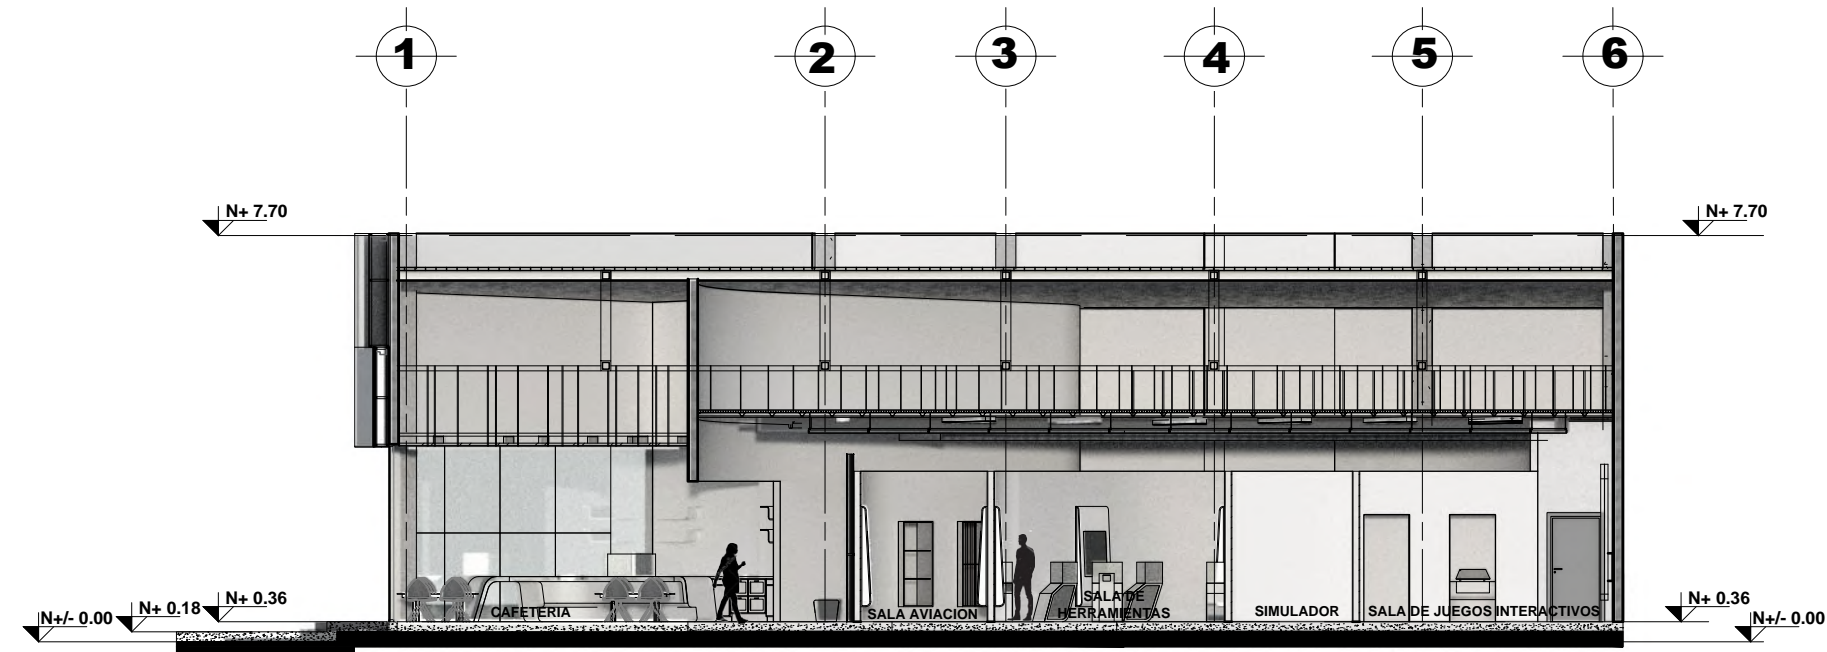 1 2 3 4 5 6
N+ 7.70 N+ 7.70
N+/- 0.00 N+ 0.18 N+ 0.36 N+ 0.36 N+/- 0.00
CAFETERIA
SALA AVIACION
SALA DE
HERRAMIENTAS
SIMULADOR
SALA DE JUEGOS INTERACTIVOS